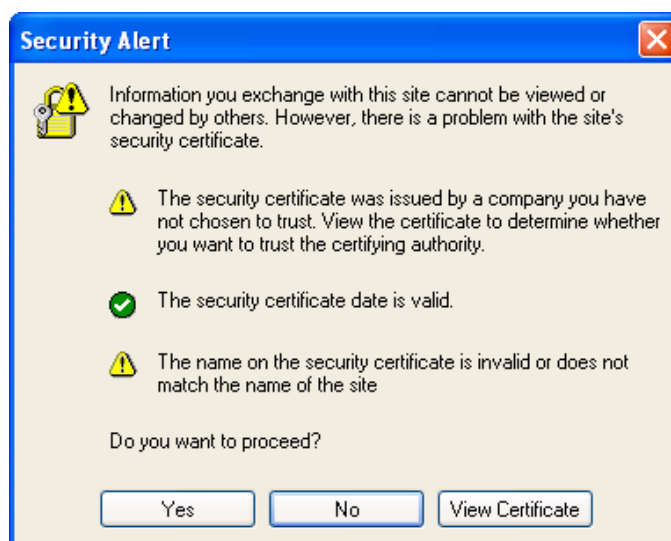 Security Alert
Information you exchange with this site cannot be viewed or
changed by others. However, there is a problem with the site's
security certificate.
The security certificate was issued by a company you have
not chosen to trust. View the certificate to determine whether
you want to trust the certifying authority.
The security certificate date is valid.
The name on the security certificate is invalid or does not
match the name of the site
Do you want to proceed?
Yes No View Certificate